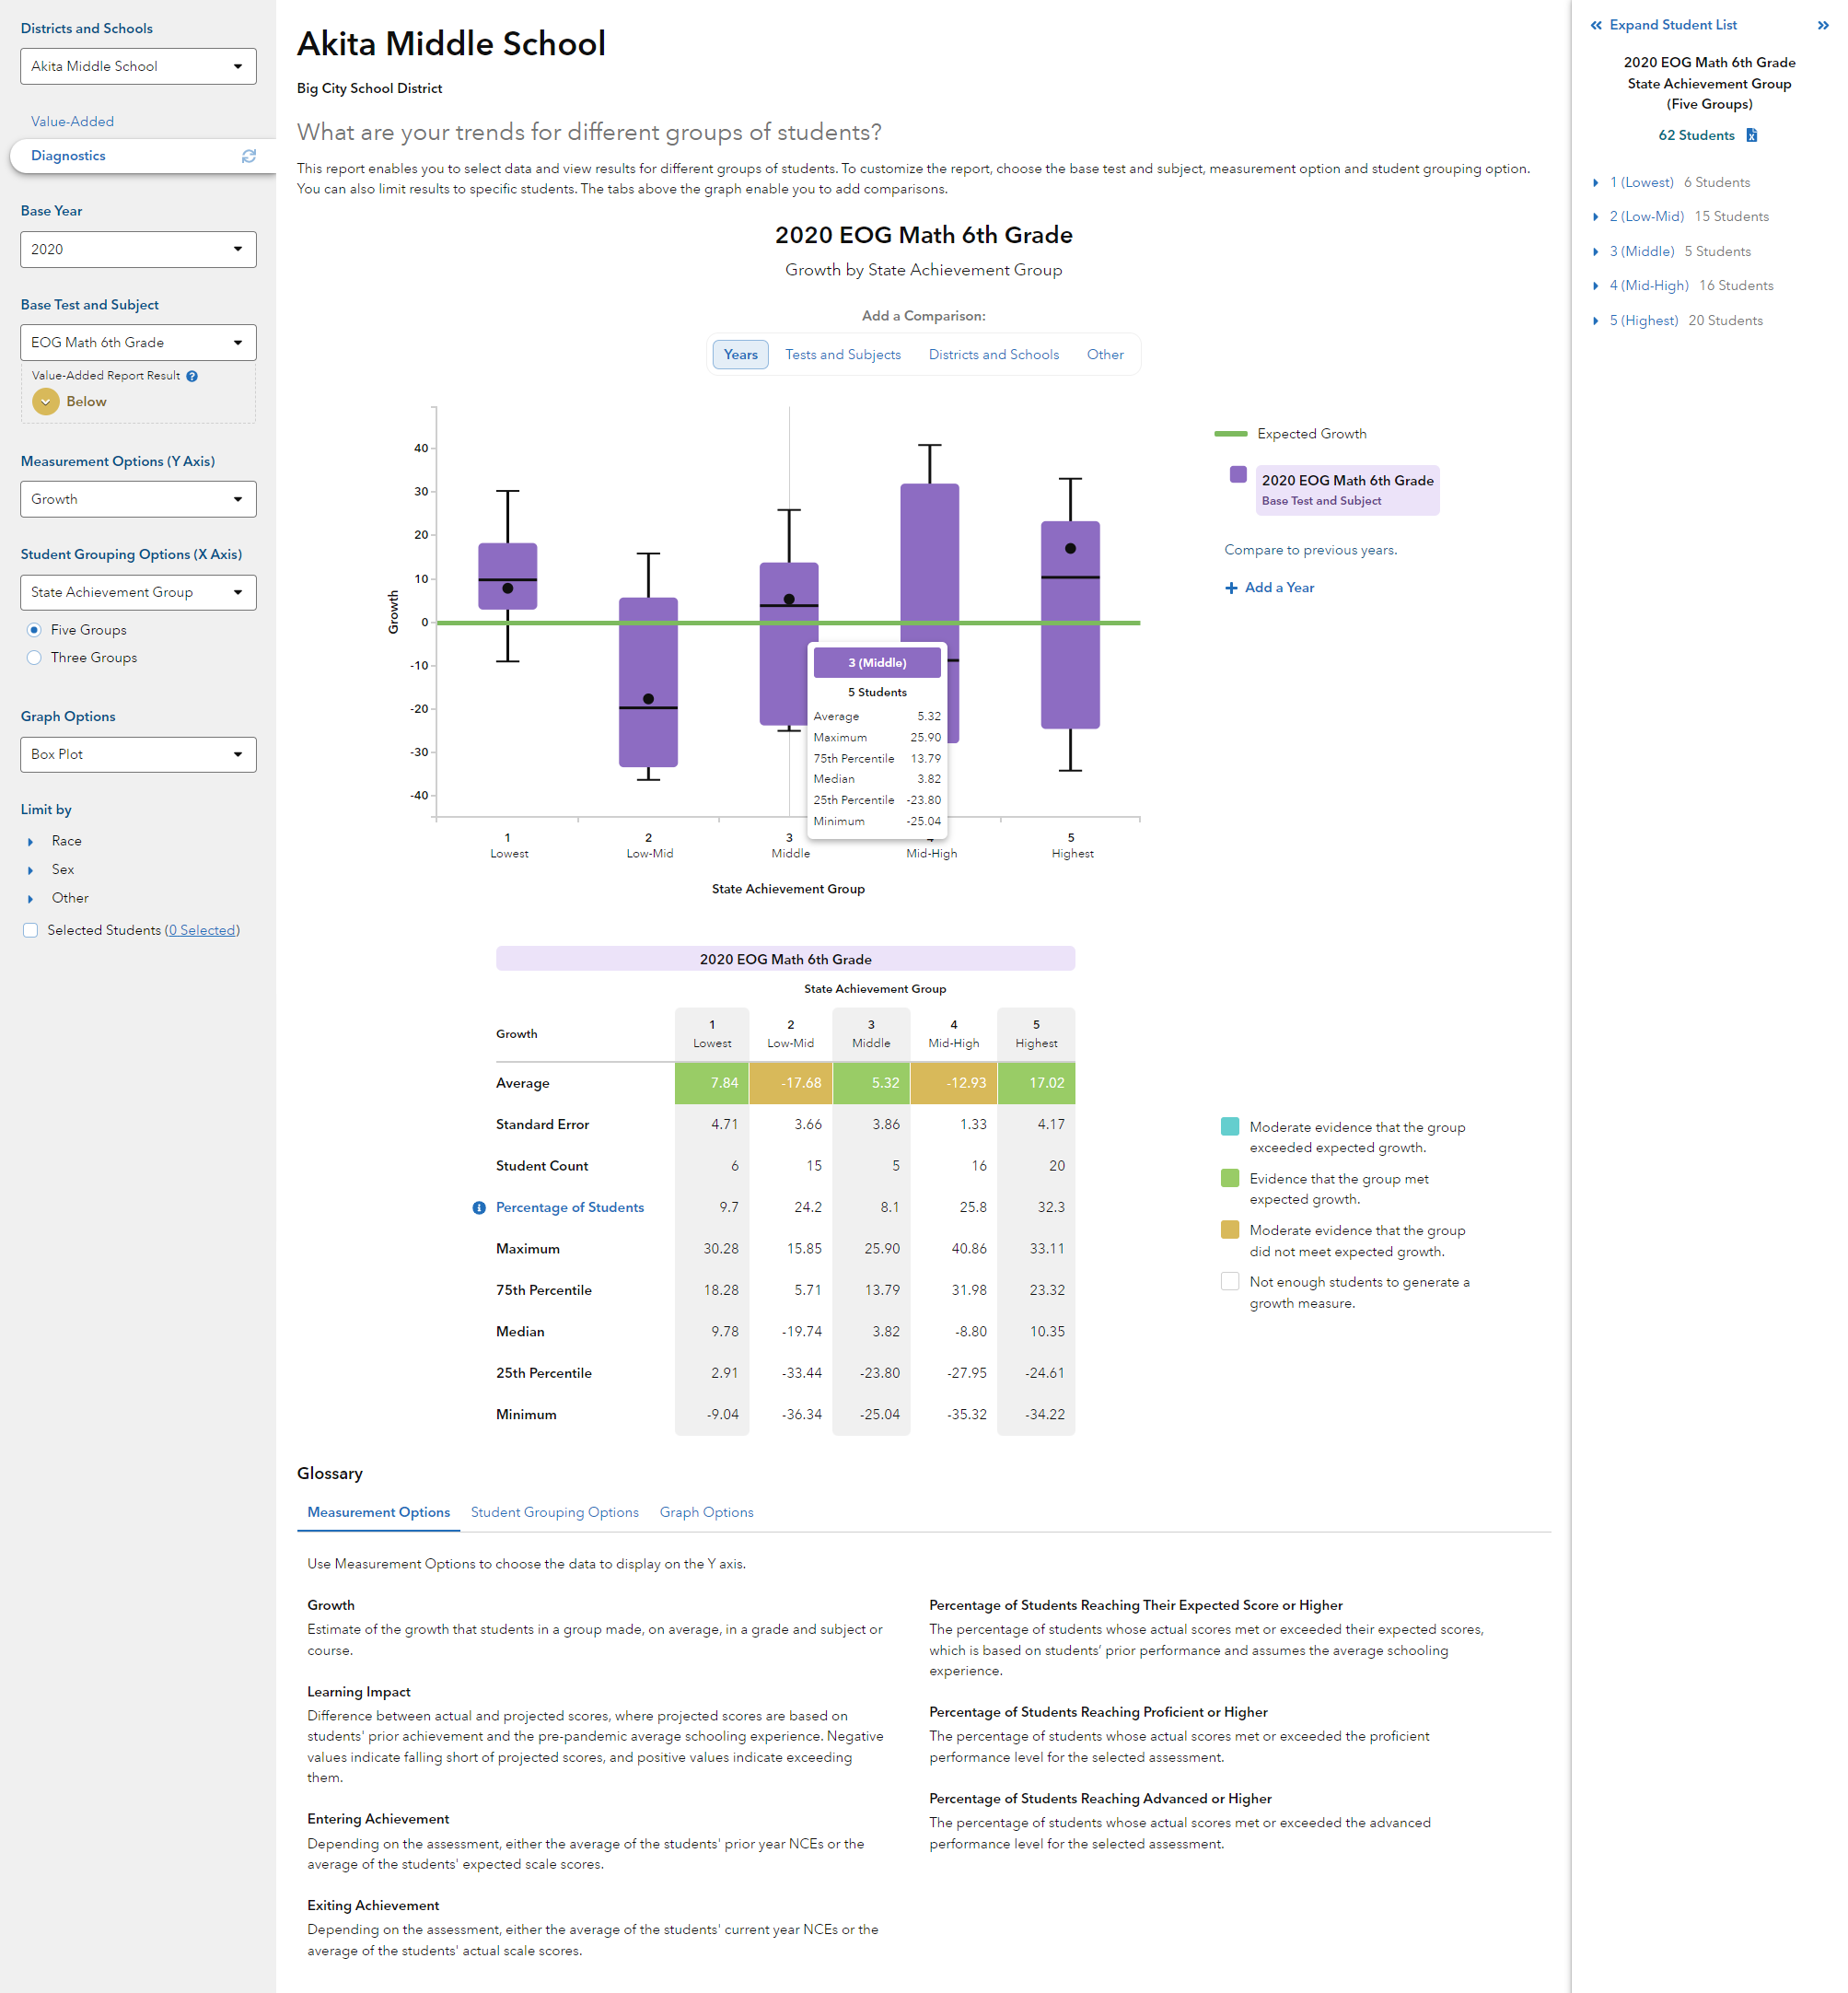 Districts and Schools
Akita Middle School
Value-Added
Diagnostics
Base Year
2020
Base Test and Subject
EOG Math 6th Grade
Value-Added Report Result
Below
Measurement Options (Y Axis)
Growth
Student Grouping Options (X Axis)
State Achievement Group
Five Groups
Three Groups
Graph Options
Box Plot
Limit by
Race
Sex
Other
Selected Students (0 Selected)
Akita Middle School
Big City School District
What are your trends for different groups of students?
This report enables you to select data and view results for different groups of students. To customize the report, choose the base test and subject, measurement option and student grouping option.
You can also limit results to specific students. The tabs above the graph enable you to add comparisons.
2020 EOG Math 6th Grade
Growth by State Achievement Group
Add a Comparison:
Years Tests and Subjects Districts and Schools Other
Growth
40
30
20
10
0
-10
-20
-30
-40
3 (Middle)
5 Students
Average 5.32
Maximum 25.90
75th Percentile 13.79
Median 3.82
25th Percentile -23.80
Minimum -25.04
1 2 3 5
Lowest Low-Mid Middle Mid-High Highest
State Achievement Group
Expected Growth
2020 EOG Math 6th Grade
Base Test and Subject
Compare to previous years.
Add a Year
2020 EOG Math 6th Grade
State Achievement Group
Growth
1 2 3 4 5
Lowest Low-Mid Middle Mid-High Highest
Average 7.84 -17.68 5.32 -12.93 17.02
Standard Error 4.71 3.66 3.86 1.33 4.17
Student Count 6 15 5 16 20
Percentage of Students 9.7 24.2 8.1 25.8 32.3
Maximum 30.28 15.85 25.90 40.86 33.11
75th Percentile 18.28 5.71 13.79 31.98 23.32
Median 9.78 -19.74 3.82 -8.80 10.35
25th Percentile 2.91 -33.44 -23.80 -27.95 -24.61
Minimum -9.04 -36.34 -25.04 -35.32 -34.22
Moderate evidence that the group
exceeded expected growth.
Evidence that the group met
expected growth.
Moderate evidence that the group
did not meet expected growth.
Not enough students to generate a
growth measure.
Glossary
Measurement Options Student Grouping Options Graph Options
Use Measurement Options to choose the data to display on the Y axis.
Growth
Estimate of the growth that students in a group made, on average, in a grade and subject or
course.
Learning Impact
Difference between actual and projected scores, where projected scores are based on
students' prior achievement and the pre-pandemic average schooling experience. Negative
values indicate falling short of projected scores, and positive values indicate exceeding
them.
Entering Achievement
Depending on the assessment, either the average of the students' prior year NCEs or the
average of the students' expected scale scores.
Exiting Achievement
Depending on the assessment, either the average of the students' current year NCEs or the
average of the students' actual scale scores.
Percentage of Students Reaching Their Expected Score or Higher
The percentage of students whose actual scores met or exceeded their expected scores,
which is based on students’ prior performance and assumes the average schooling
experience.
Percentage of Students Reaching Proficient or Higher
The percentage of students whose actual scores met or exceeded the proficient
performance level for the selected assessment.
Percentage of Students Reaching Advanced or Higher
The percentage of students whose actual scores met or exceeded the advanced
performance level for the selected assessment.
Expand Student List
2020 EOG Math 6th Grade
State Achievement Group
(Five Groups)
62 Students
1 (Lowest) 6 Students
2 (Low-Mid) 15 Students
3 (Middle) 5 Students
4 (Mid-High) 16 Students
5 (Highest) 20 Students